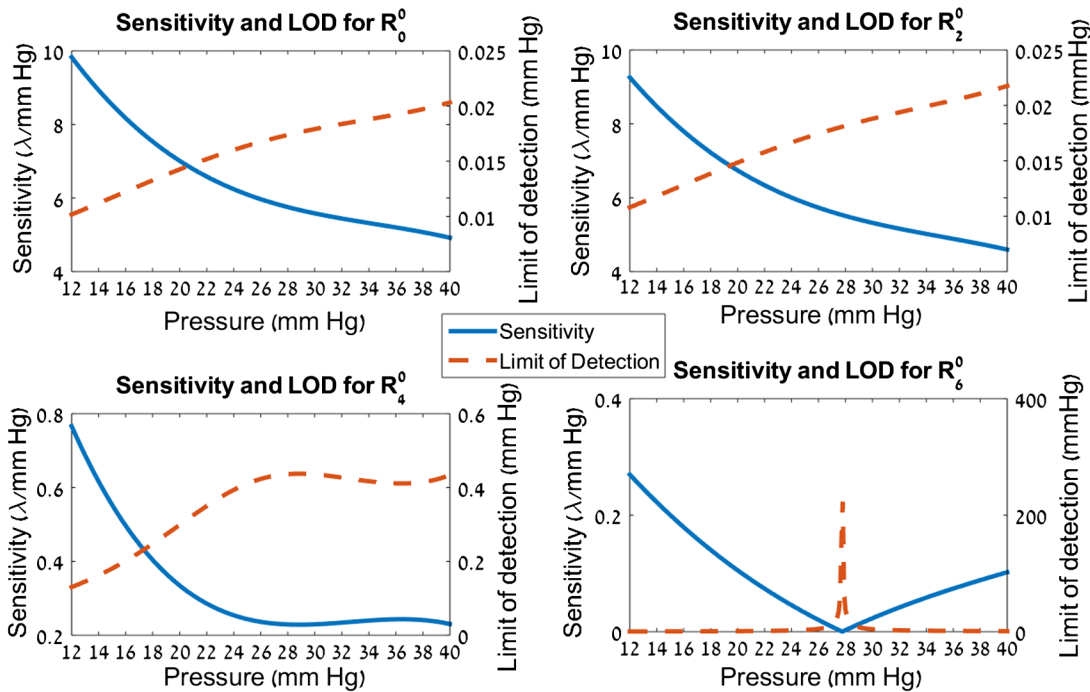 Sensitivity and LOD for R⁰₀
10
8
6
4
Sensitivity (λ/mm Hg)
0.025
0.02
0.015
0.01
Limit of detection (mm Hg)
12 14 16 18 20 22 24 26 28 30 32 34 36 38 40
Pressure (mm Hg)
Sensitivity and LOD for R⁰₂
10
8
6
4
Sensitivity (λ/mm Hg)
0.025
0.02
0.015
0.01
Limit of detection (mmHg)
12 14 16 18 20 22 24 26 28 30 32 34 36 38 40
Pressure (mm Hg)
Sensitivity
Limit of Detection
Sensitivity and LOD for R⁰₄
0.8
0.6
0.4
0.2
Sensitivity (λ/mm Hg)
0.6
0.4
0.2
0
Limit of detection (mm Hg)
12 14 16 18 20 22 24 26 28 30 32 34 36 38 40
Pressure (mm Hg)
Sensitivity and LOD for R⁰₆
0.4
0.2
0
Sensitivity (λ/mm Hg)
400
200
0
Limit of detection (mmHg)
12 14 16 18 20 22 24 26 28 30 32 34 36 38 40
Pressure (mm Hg)